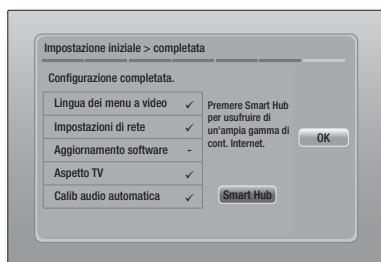 Impostazione iniziale > completata
Configurazione completata.
Lingua dei menu a video ✓
Impostazioni di rete ✓
Aggiornamento software -
Aspetto TV ✓
Calib audio automatica ✓
Premere Smart Hub
per usufruire di
un'ampia gamma di
cont. Internet.
Smart Hub
OK